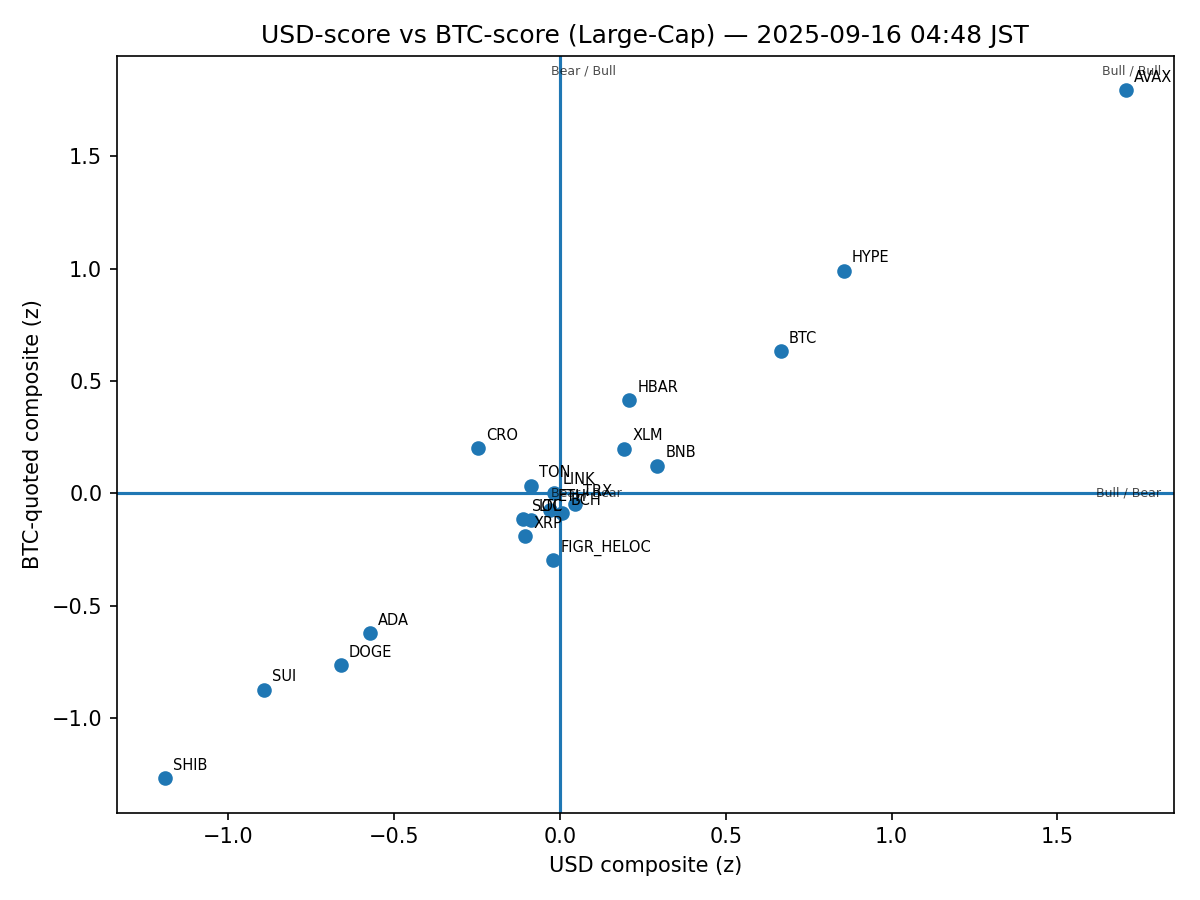 USD-score vs BTC-score (Large-Cap) — 2025-09-16 04:48 JST
Bear / Bull
Bull / Bull
AVAX
1.5
HYPE
1.0
BTC
0.5
HBAR
CRO
XLM
BNB
TON
LINK
TRX
0.0
Bear / Bear
Bull / Bear
ETH
BCH
SOL
XRP
FIGR_HELOC
−0.5
ADA
DOGE
SUI
−1.0
SHIB
−1.0
−0.5
0.0
0.5
1.0
1.5
USD composite (z)
BTC-quoted composite (z)